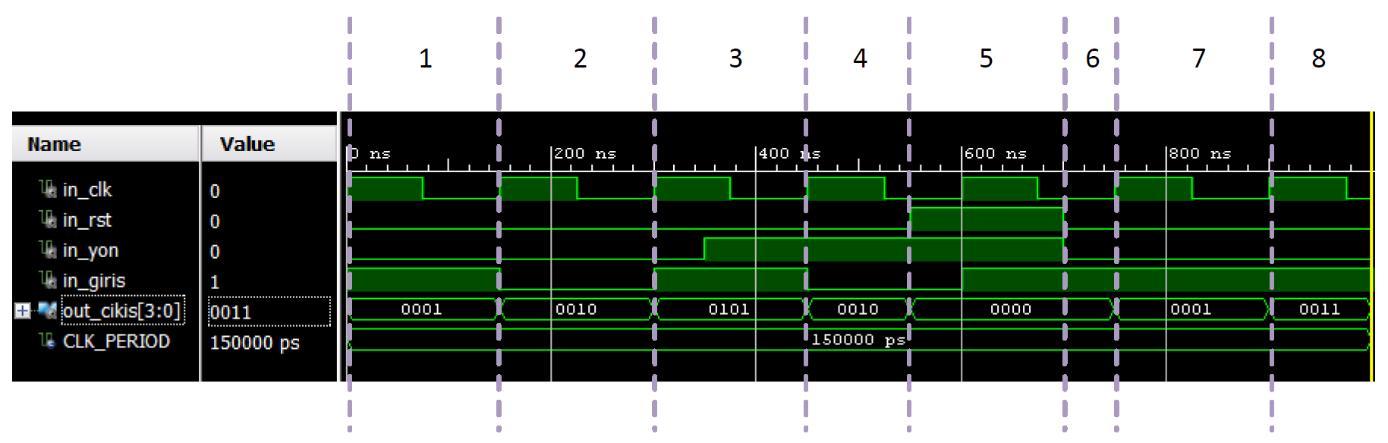 1 2 3 4 5 6 7 8
Name Value
0 ns 200 ns 400 ns 600 ns 800 ns
in_clk 0
in_rst 0
in_yon 0
in_giris 1
out_cikis[3:0] 0011 0001 0010 0101 0010 0000 0001 0011
CLK_PERIOD 150000 ps 150000 ps